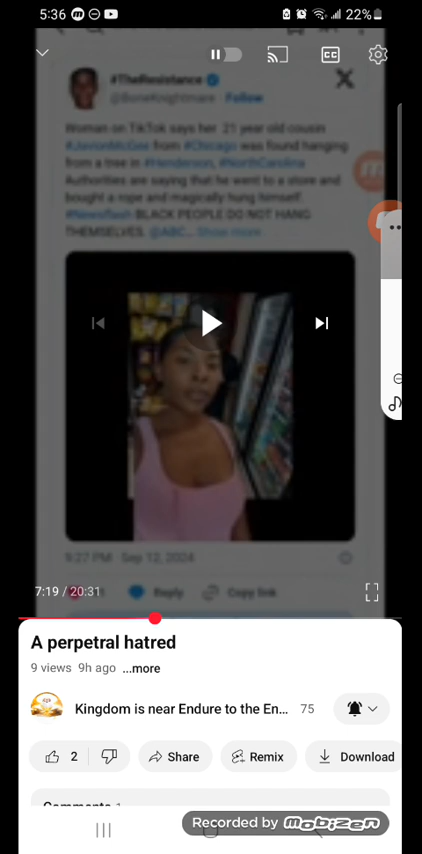 5:36
22%
CC
#TheResistance
@BoneKnightmare · Follow
Woman on TikTok says her 21 year old cousin
#JavionMcGee from #Chicago was found hanging
from a tree in #Henderson, #NorthCarolina
Authorities are saying that he went to a store and
bought a rope and magically hung himself.
#Newsflash BLACK PEOPLE DO NOT HANG
THEMSELVES. @ABC... Show more
9:27 PM · Sep 12, 2024
Reply
Copy link
7:19 / 20:31
A perpetral hatred
9 views 9h ago ...more
Kingdom is near Endure to the En... 75
2
Share
Remix
Download
Comments 1
Recorded by mobizen